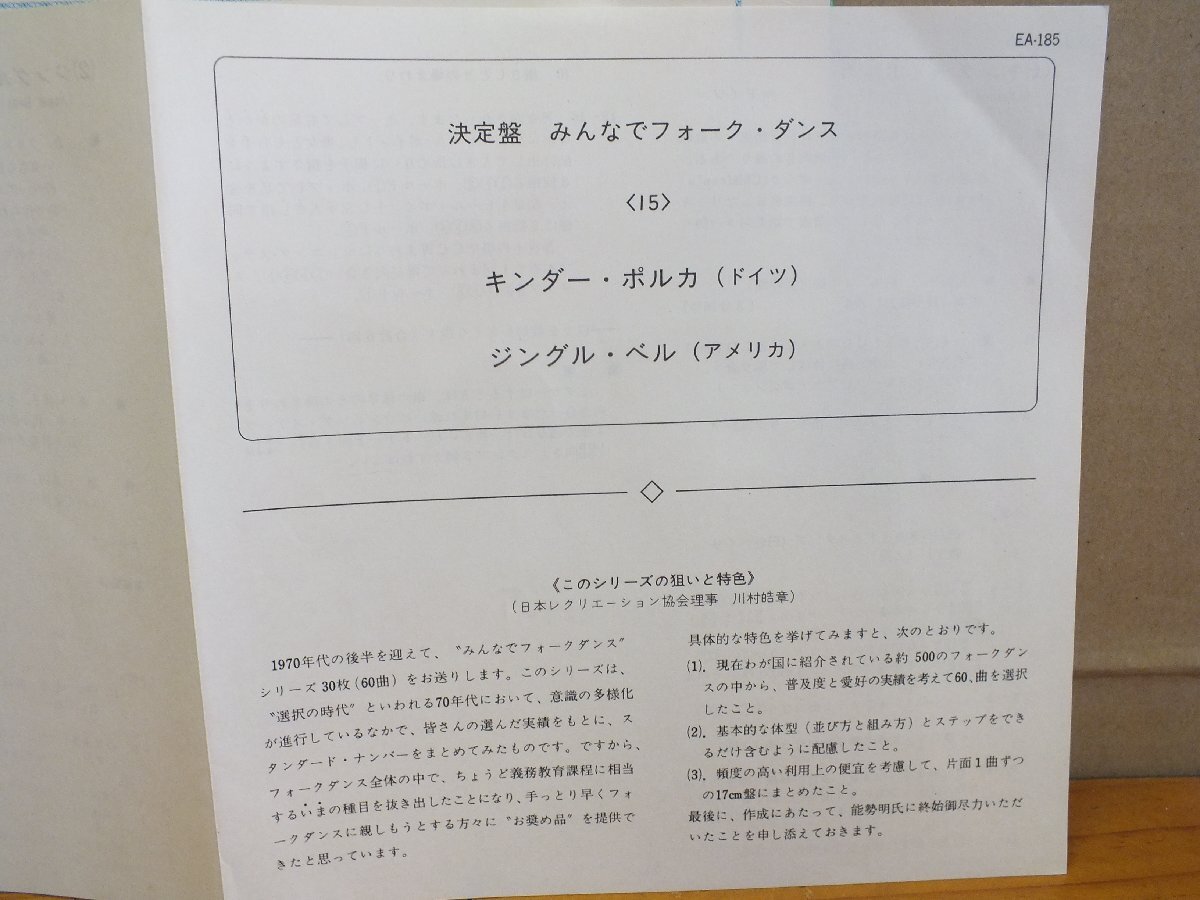 EA-185
決定盤 みんなでフォーク・ダンス
〈15〉
キンダー・ポルカ（ドイツ）
ジングル・ベル（アメリカ）
《このシリーズの狙いと特色》
（日本レクリエーション協会理事 川村皓章）
1970年代の後半を迎えて、〝みんなでフォークダンス〞
シリーズ 30枚（60曲）をお送りします。このシリーズは、
〝選択の時代〞といわれる70年代において、意識の多様化
が進行しているなかで、皆さんの選んだ実績をもとに、ス
タンダード・ナンバーをまとめてみたものです。ですから、
フォークダンス全体の中で、ちょうど義務教育課程に相当
するいまの種目を抜き出したことになり、手っとり早くフォ
ークダンスに親しもうとする方々に〝お奨め品〞を提供で
きたと思っています。
具体的な特色を挙げてみますと、次のとおりです。
(1). 現在わが国に紹介されている約 500のフォークダン
スの中から、普及度と愛好の実績を考えて60、曲を選択
したこと。
(2). 基本的な体型（並び方と組み方）とステップをでき
るだけ含むように配慮したこと。
(3). 頻度の高い利用上の便宜を考慮して、片面１曲ずつ
の17cm盤にまとめたこと。
最後に、作成にあたって、能勢明氏に終始御尽力いただ
いたことを申し添えておきます。